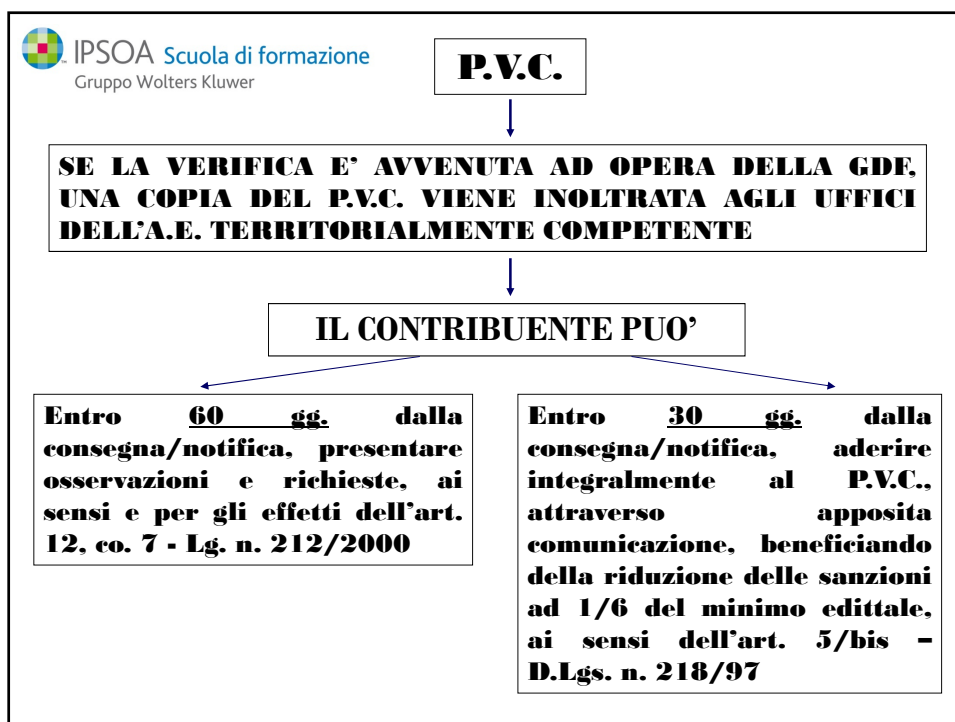 IPSOA Scuola di formazione
Gruppo Wolters Kluwer
P.V.C.
SE LA VERIFICA E’ AVVENUTA AD OPERA DELLA GDF,
UNA COPIA DEL P.V.C. VIENE INOLTRATA AGLI UFFICI
DELL’A.E. TERRITORIALMENTE COMPETENTE
IL CONTRIBUENTE PUO’
Entro 60 gg. dalla
consegna/notifica, presentare
osservazioni e richieste, ai
sensi e per gli effetti dell’art.
12, co. 7 - Lg. n. 212/2000
Entro 30 gg. dalla
consegna/notifica, aderire
integralmente al P.V.C.,
attraverso apposita
comunicazione, beneficiando
della riduzione delle sanzioni
ad 1/6 del minimo edittale,
ai sensi dell’art. 5/bis –
D.Lgs. n. 218/97